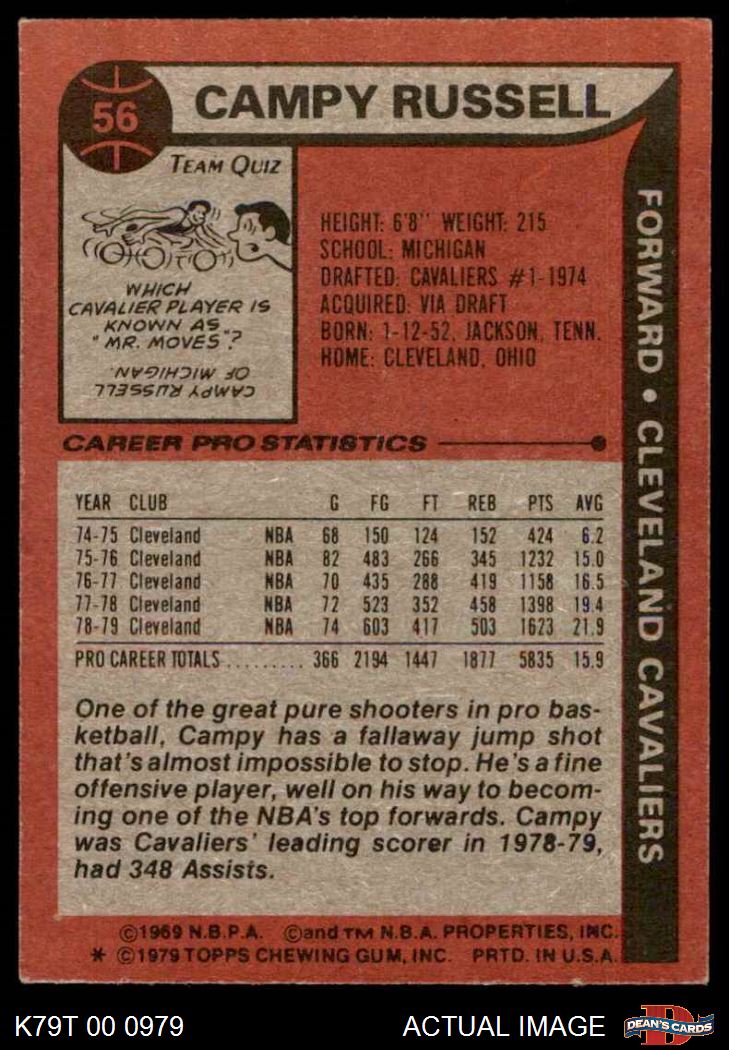 56
CAMPY RUSSELL
TEAM QUIZ
WHICH
CAVALIER PLAYER IS
KNOWN AS
"MR. MOVES"?
CAMPY RUSSELL
OF MICHIGAN.
HEIGHT: 6'8" WEIGHT: 215
SCHOOL: MICHIGAN
DRAFTED: CAVALIERS #1-1974
ACQUIRED: VIA DRAFT
BORN: 1-12-52, JACKSON, TENN.
HOME: CLEVELAND, OHIO
FORWARD • CLEVELAND CAVALIERS
CAREER PRO STATISTICS
YEAR CLUB G FG FT REB PTS AVG
74-75 Cleveland NBA 68 150 124 152 424 6.2
75-76 Cleveland NBA 82 483 266 345 1232 15.0
76-77 Cleveland NBA 70 435 288 419 1158 16.5
77-78 Cleveland NBA 72 523 352 458 1398 19.4
78-79 Cleveland NBA 74 603 417 503 1623 21.9
PRO CAREER TOTALS ......... 366 2194 1447 1877 5835 15.9
One of the great pure shooters in pro bas-
ketball, Campy has a fallaway jump shot
that's almost impossible to stop. He's a fine
offensive player, well on his way to becom-
ing one of the NBA's top forwards. Campy
was Cavaliers' leading scorer in 1978-79,
had 348 Assists.
©1969 N.B.P.A. ©and TM N.B.A. PROPERTIES, INC.
* ©1979 TOPPS CHEWING GUM, INC. PRTD. IN U.S.A.
K79T 00 0979
ACTUAL IMAGE
D
DEAN'S CARDS